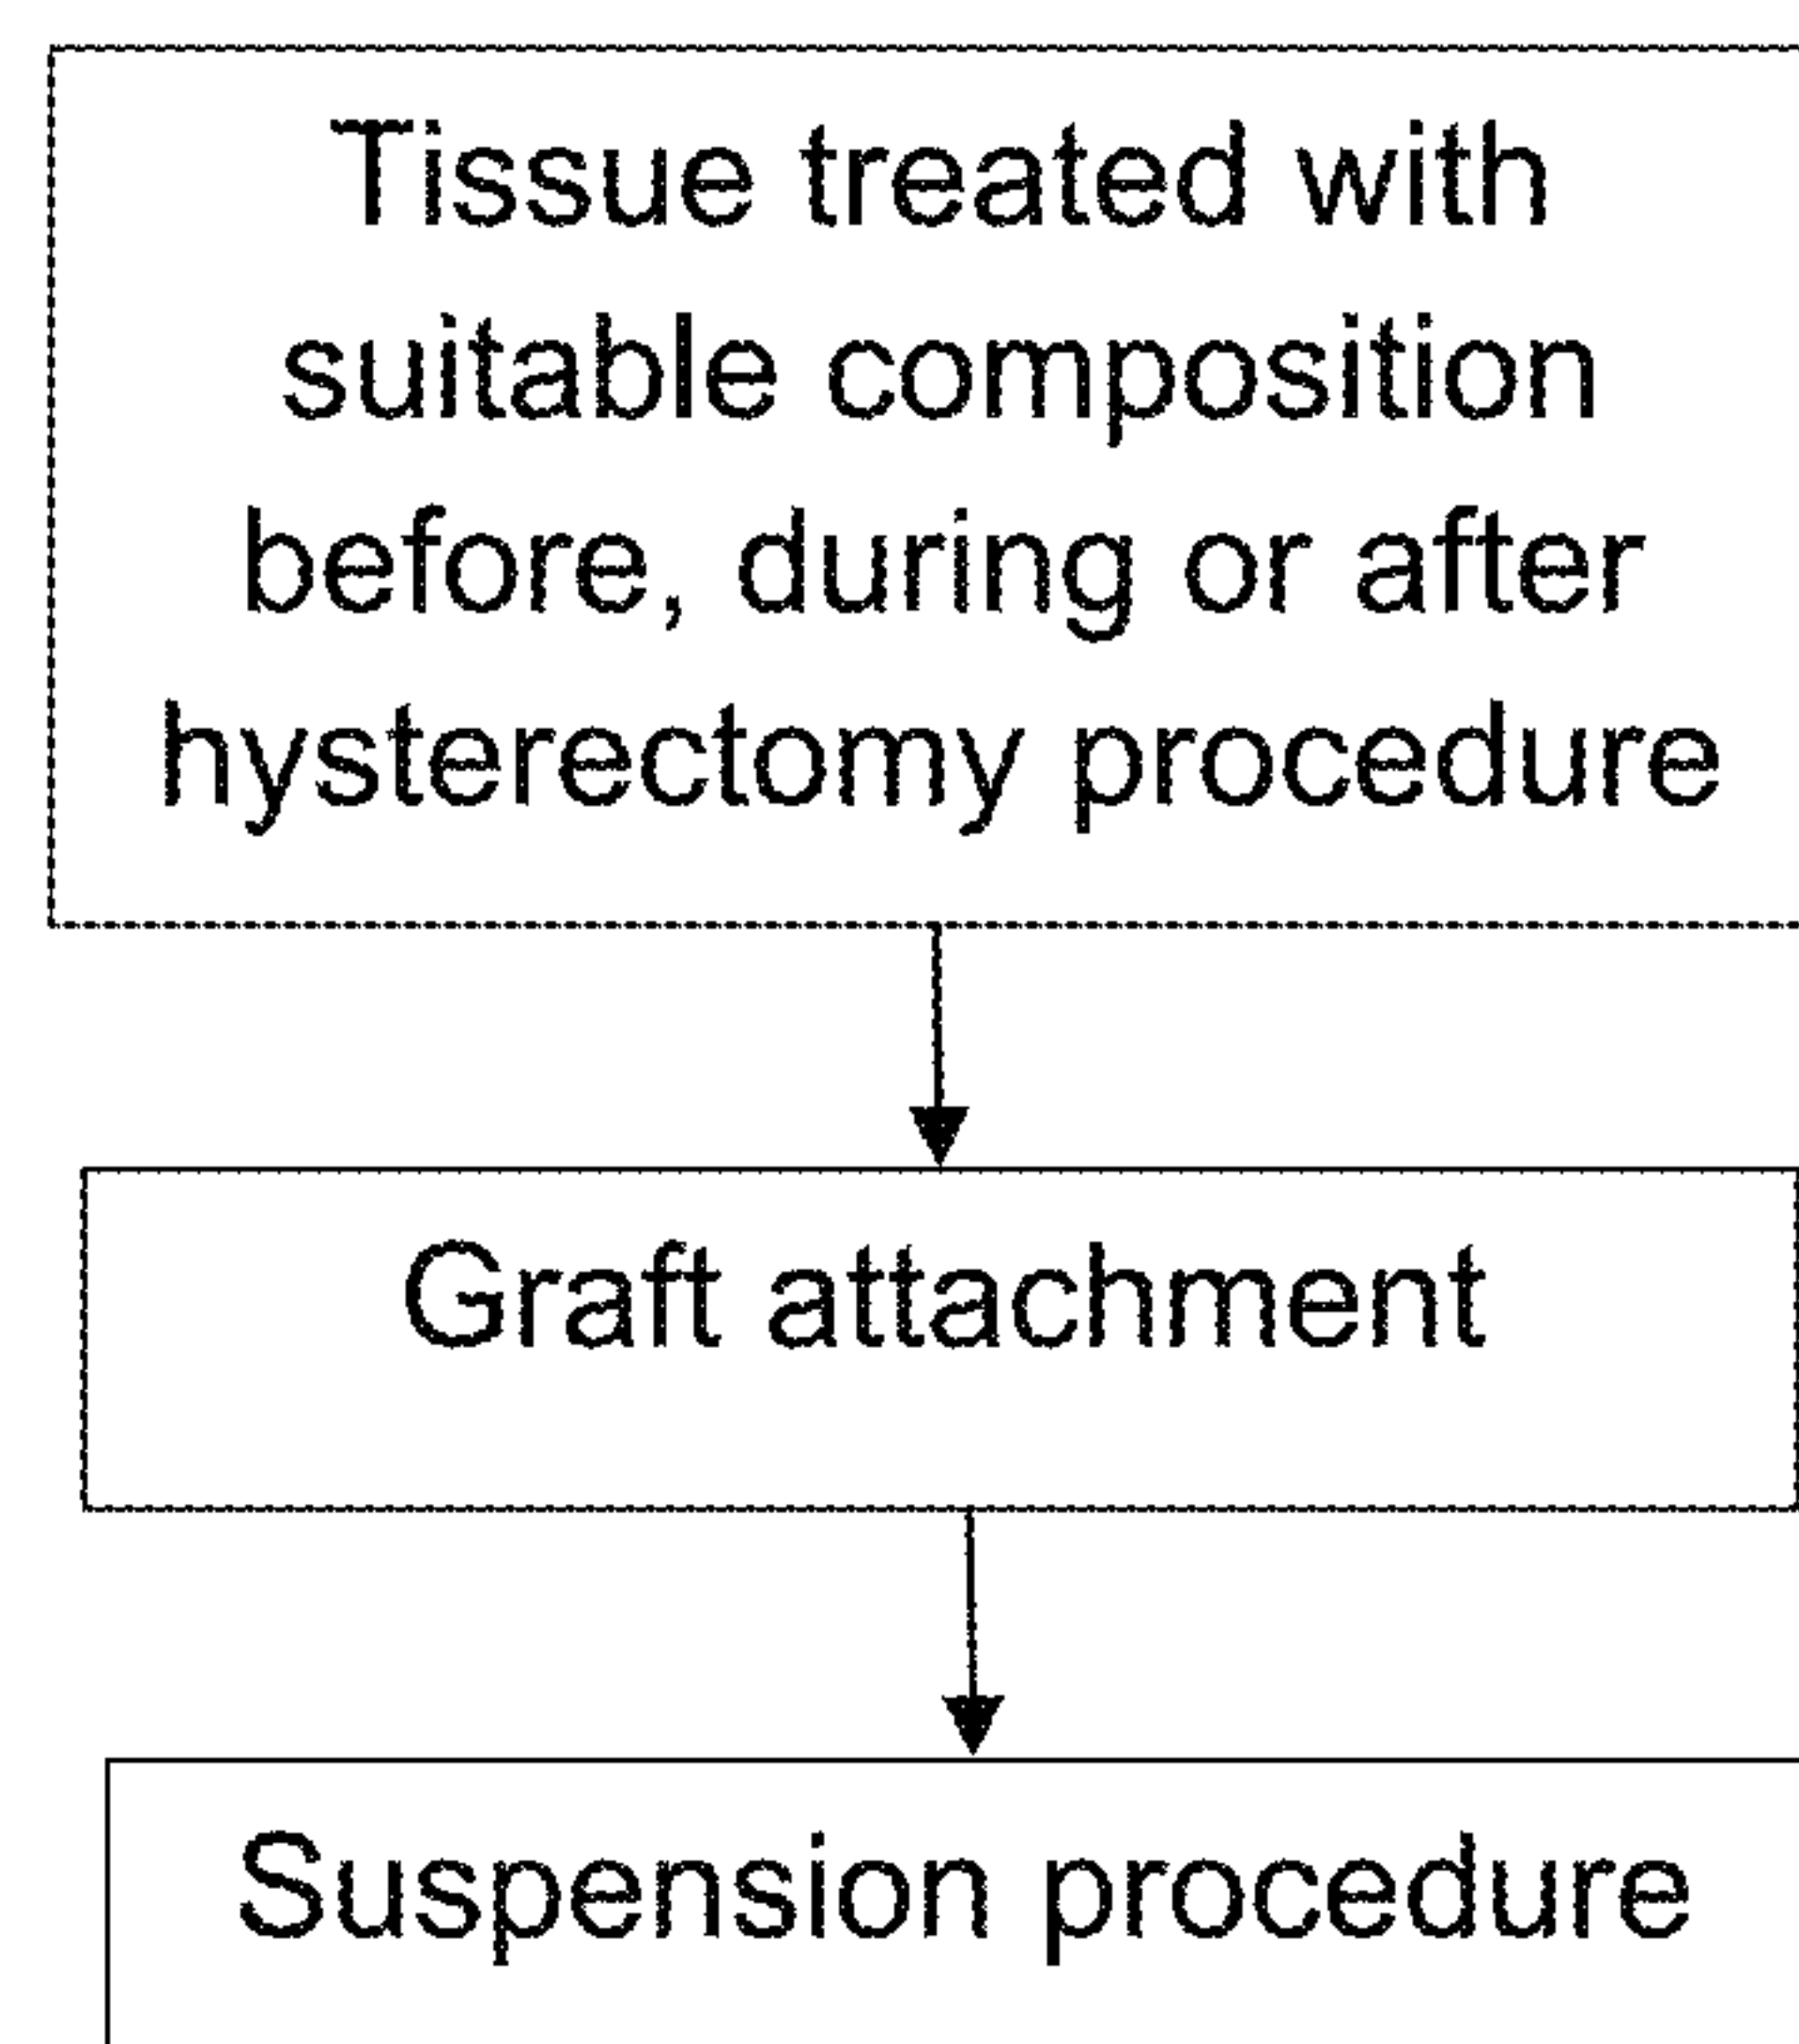 Tissue treated with
suitable composition
before, during or after
hysterectomy procedure
Graft attachment
Suspension procedure